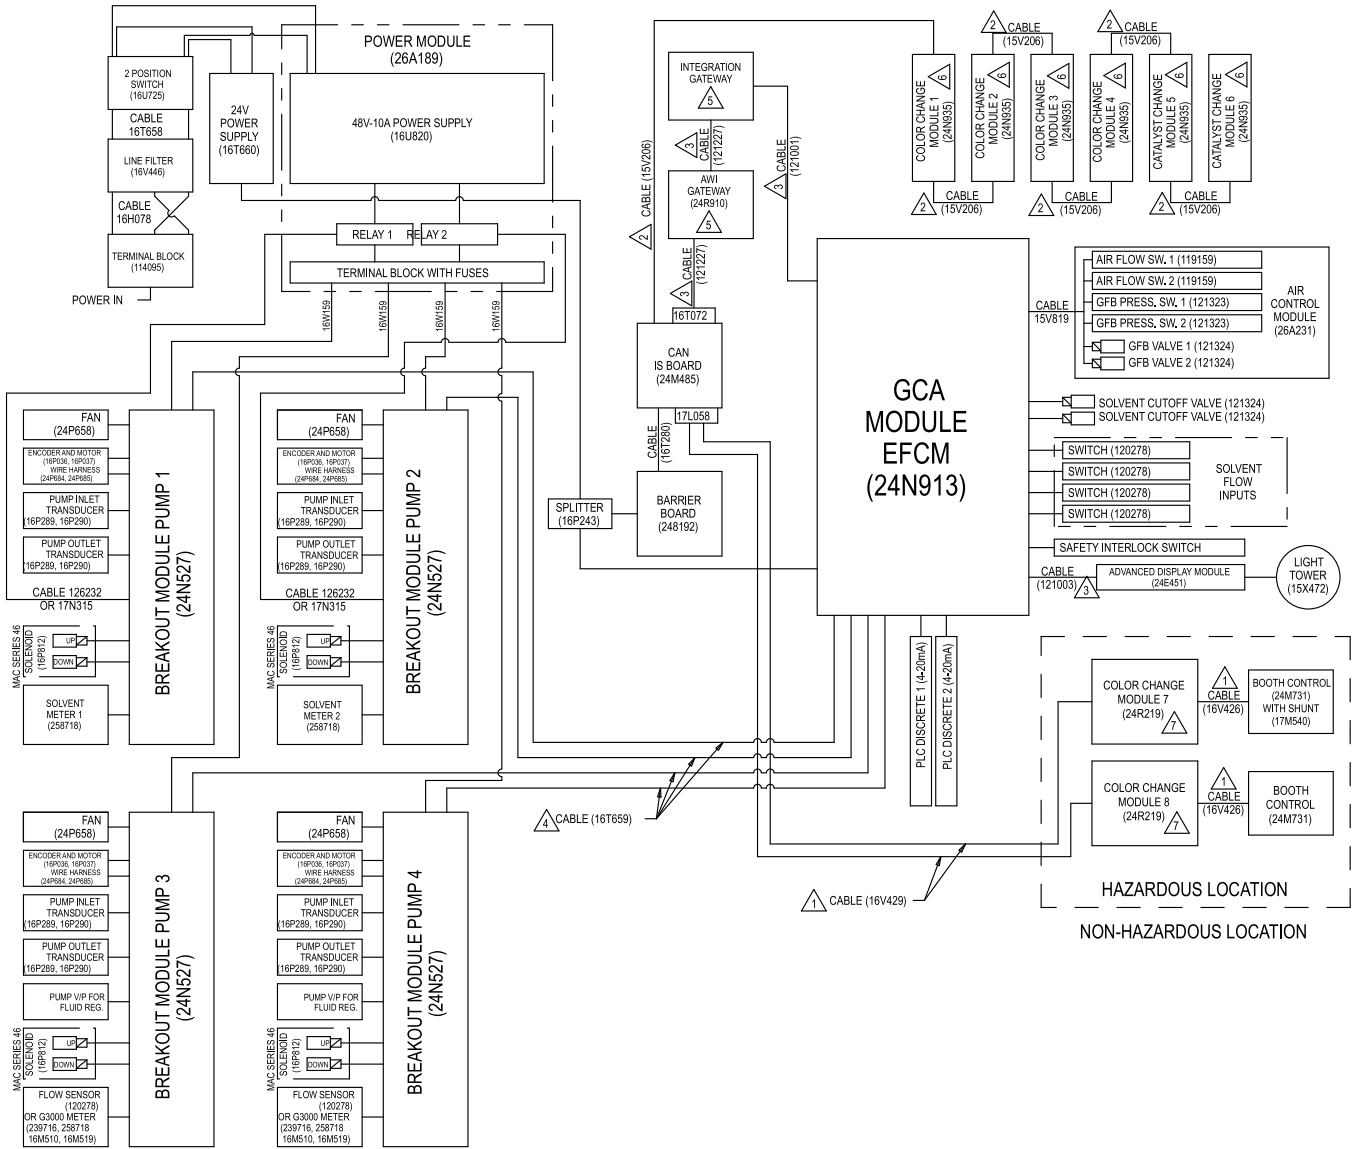 POWER MODULE
(26A189)
2 POSITION
SWITCH
(16U725)
CABLE
16T658
LINE FILTER
(16V446)
CABLE
16H078
TERMINAL BLOCK
(114095)
POWER IN
24V
POWER
SUPPLY
(16T660)
48V-10A POWER SUPPLY
(16U820)
RELAY 1
RELAY 2
TERMINAL BLOCK WITH FUSES
16W159
16W159
16W159
16W159
INTEGRATION
GATEWAY
5
3
CABLE
(121227)
AWI
GATEWAY
(24R910)
5
3
CABLE
(121227)
3
CABLE
(121001)
2
CABLE (15V206)
16T072
CAN
IS BOARD
(24M485)
17L058
CABLE
(16T280)
BARRIER
BOARD
(248192)
SPLITTER
(16P243)
2
CABLE
(15V206)
2
CABLE
(15V206)
COLOR CHANGE
MODULE 1
(24N935)
6
COLOR CHANGE
MODULE 2
(24N935)
6
COLOR CHANGE
MODULE 3
(24N935)
6
COLOR CHANGE
MODULE 4
(24N935)
6
CATALYST CHANGE
MODULE 5
(24N935)
6
CATALYST CHANGE
MODULE 6
(24N935)
6
2
CABLE
(15V206)
2
CABLE
(15V206)
2
CABLE
(15V206)
GCA
MODULE
EFCM
(24N913)
CABLE
15V819
AIR FLOW SW. 1 (119159)
AIR FLOW SW. 2 (119159)
GFB PRESS. SW. 1 (121323)
GFB PRESS. SW. 2 (121323)
GFB VALVE 1 (121324)
GFB VALVE 2 (121324)
AIR
CONTROL
MODULE
(26A231)
SOLVENT CUTOFF VALVE (121324)
SOLVENT CUTOFF VALVE (121324)
SWITCH (120278)
SWITCH (120278)
SWITCH (120278)
SWITCH (120278)
SOLVENT
FLOW
INPUTS
SAFETY INTERLOCK SWITCH
CABLE
(121003)
3
ADVANCED DISPLAY MODULE
(24E451)
LIGHT
TOWER
(15X472)
PLC DISCRETE 1 (4-20mA)
PLC DISCRETE 2 (4-20mA)
COLOR CHANGE
MODULE 7
(24R219)
7
1
CABLE
(16V426)
BOOTH CONTROL
(24M731)
WITH SHUNT
(17M540)
COLOR CHANGE
MODULE 8
(24R219)
7
1
CABLE
(16V426)
BOOTH
CONTROL
(24M731)
HAZARDOUS LOCATION
NON-HAZARDOUS LOCATION
4
CABLE (16T659)
1
CABLE (16V429)
FAN
(24P658)
ENCODER AND MOTOR
(16P036, 16P037)
WIRE HARNESS
(24P684, 24P685)
PUMP INLET
TRANSDUCER
(16P289, 16P290)
PUMP OUTLET
TRANSDUCER
(16P289, 16P290)
CABLE 126232
OR 17N315
MAC SERIES 46
SOLENOID
(16P812)
UP
DOWN
SOLVENT
METER 1
(258718)
BREAKOUT MODULE PUMP 1
(24N527)
FAN
(24P658)
ENCODER AND MOTOR
(16P036, 16P037)
WIRE HARNESS
(24P684, 24P685)
PUMP INLET
TRANSDUCER
(16P289, 16P290)
PUMP OUTLET
TRANSDUCER
(16P289, 16P290)
CABLE 126232
OR 17N315
MAC SERIES 46
SOLENOID
(16P812)
UP
DOWN
SOLVENT
METER 2
(258718)
BREAKOUT MODULE PUMP 2
(24N527)
FAN
(24P658)
ENCODER AND MOTOR
(16P036, 16P037)
WIRE HARNESS
(24P684, 24P685)
PUMP INLET
TRANSDUCER
(16P289, 16P290)
PUMP OUTLET
TRANSDUCER
(16P289, 16P290)
PUMP V/P FOR
FLUID REG.
MAC SERIES 46
SOLENOID
(16P812)
UP
DOWN
FLOW SENSOR
(120278)
OR G3000 METER
(239716, 258718
16M510, 16M519)
BREAKOUT MODULE PUMP 3
(24N527)
FAN
(24P658)
ENCODER AND MOTOR
(16P036, 16P037)
WIRE HARNESS
(24P684, 24P685)
PUMP INLET
TRANSDUCER
(16P289, 16P290)
PUMP OUTLET
TRANSDUCER
(16P289, 16P290)
PUMP V/P FOR
FLUID REG.
MAC SERIES 46
SOLENOID
(16P812)
UP
DOWN
FLOW SENSOR
(120278)
OR G3000 METER
(239716, 258718
16M510, 16M519)
BREAKOUT MODULE PUMP 4
(24N527)